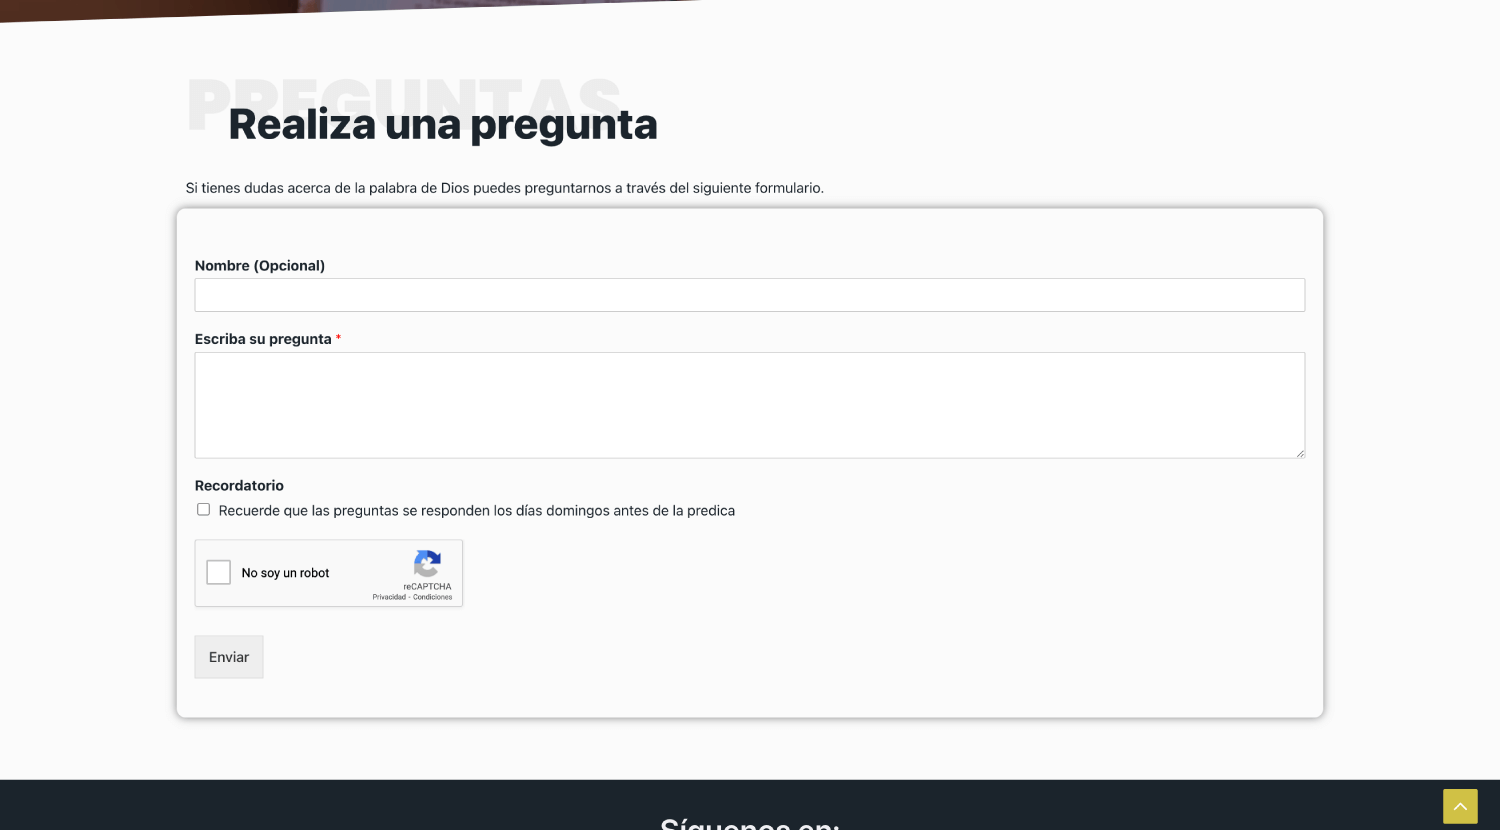 PREGUNTAS
Realiza una pregunta
Si tienes dudas acerca de la palabra de Dios puedes preguntarnos a través del siguiente formulario.
Nombre (Opcional)
Escriba su pregunta *
Recordatorio
Recuerde que las preguntas se responden los días domingos antes de la predica
No soy un robot
reCAPTCHA
Privacidad - Condiciones
Enviar
Síguenos en: